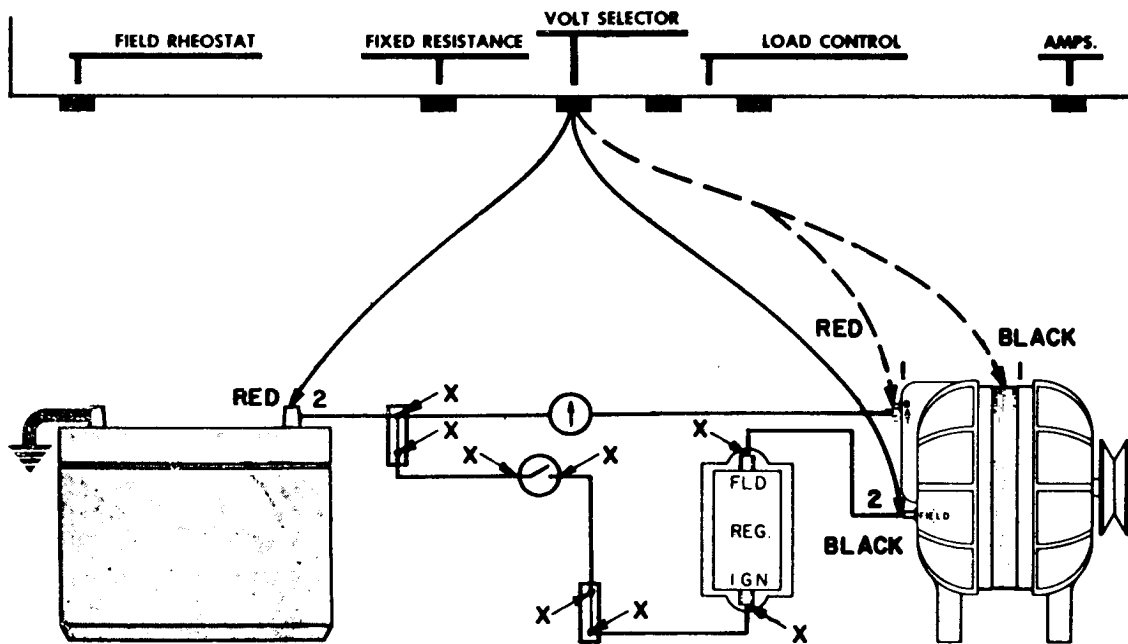 VOLT SELECTOR
FIELD RHEOSTAT FIXED RESISTANCE LOAD CONTROL AMPS.
RED BLACK
1 1
RED 2
X
X
X X X
FLD
2 FIELD
REG.
BLACK
IGN
X X X